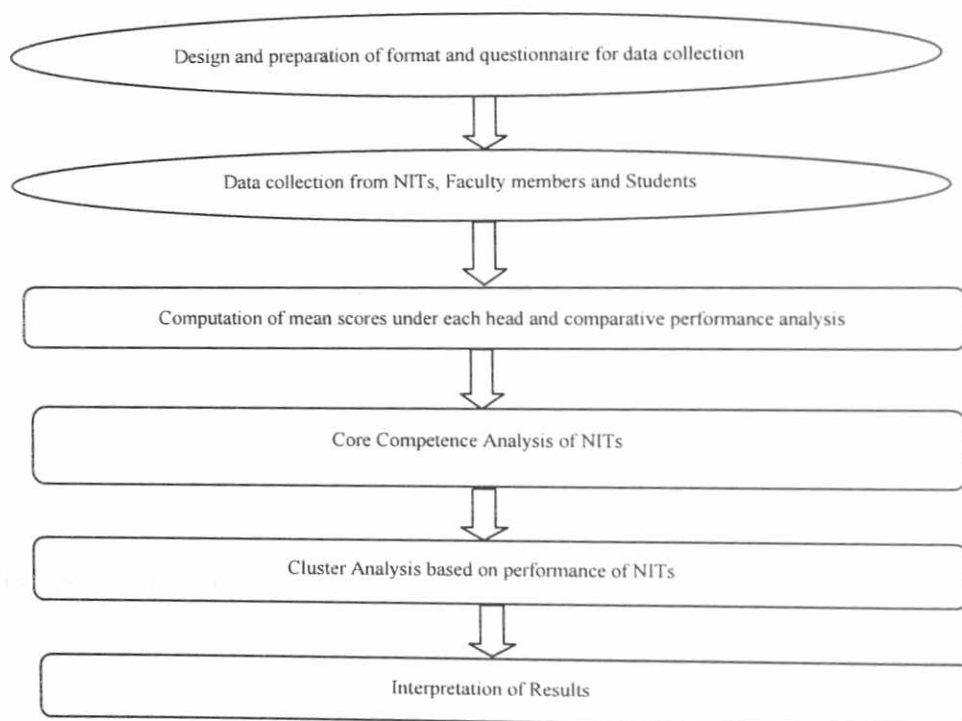 Design and preparation of format and questionnaire for data collection
Data collection from NITs, Faculty members and Students
Computation of mean scores under each head and comparative performance analysis
Core Competence Analysis of NITs
Cluster Analysis based on performance of NITs
Interpretation of Results